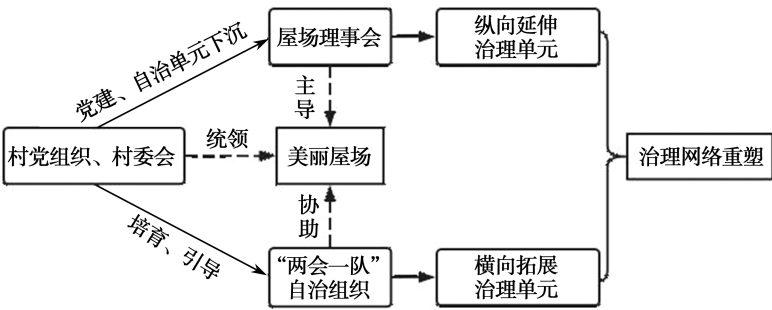 党建、自治单元下沉
屋场理事会
纵向延伸
治理单元
主
导
村党组织、村委会
统领
美丽屋场
治理网络重塑
协
助
培育、引导
“两会一队”
自治组织
横向拓展
治理单元